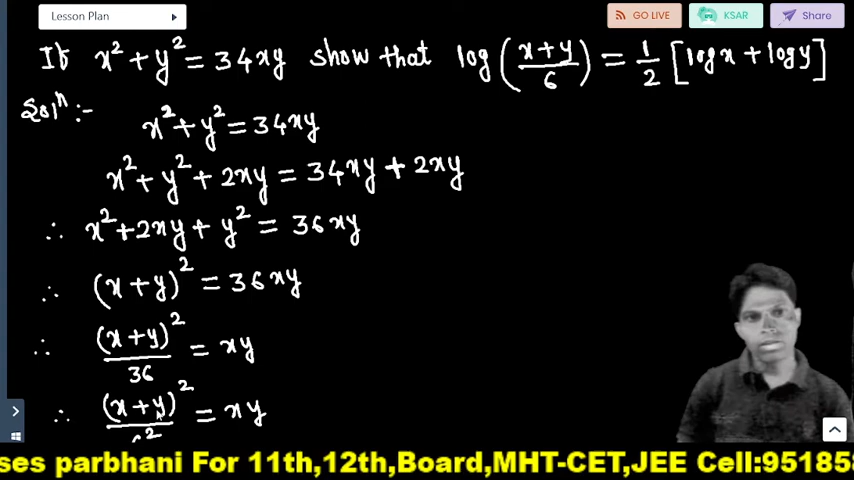 Lesson Plan
GO LIVE
KSAR
Share
If x² + y² = 34xy show that log((x+y)/6) = 1/2 [log x + log y]
Solⁿ :-
x² + y² = 34xy
x² + y² + 2xy = 34xy + 2xy
∴ x² + 2xy + y² = 36xy
∴ (x + y)² = 36xy
∴ (x + y)²/36 = xy
∴ (x + y)²/6² = xy
ses parbhani For 11th,12th,Board,MHT-CET,JEE Cell:95185